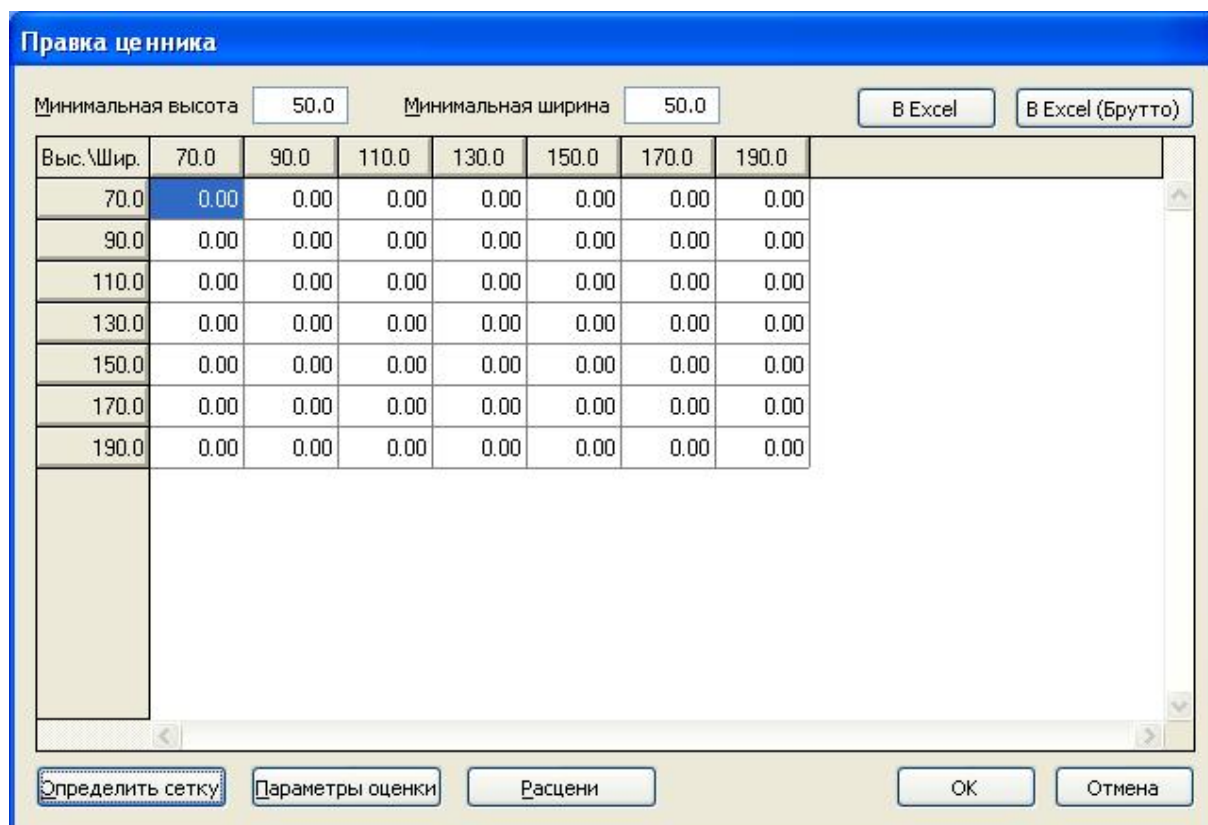 Правка ценника
Минимальная высота 50.0 Минимальная ширина 50.0 В Excel В Excel (Брутто)
Выс.\Шир. 70.0 90.0 110.0 130.0 150.0 170.0 190.0
70.0 0.00 0.00 0.00 0.00 0.00 0.00 0.00
90.0 0.00 0.00 0.00 0.00 0.00 0.00 0.00
110.0 0.00 0.00 0.00 0.00 0.00 0.00 0.00
130.0 0.00 0.00 0.00 0.00 0.00 0.00 0.00
150.0 0.00 0.00 0.00 0.00 0.00 0.00 0.00
170.0 0.00 0.00 0.00 0.00 0.00 0.00 0.00
190.0 0.00 0.00 0.00 0.00 0.00 0.00 0.00
Определить сетку Параметры оценки Расцени ОК Отмена